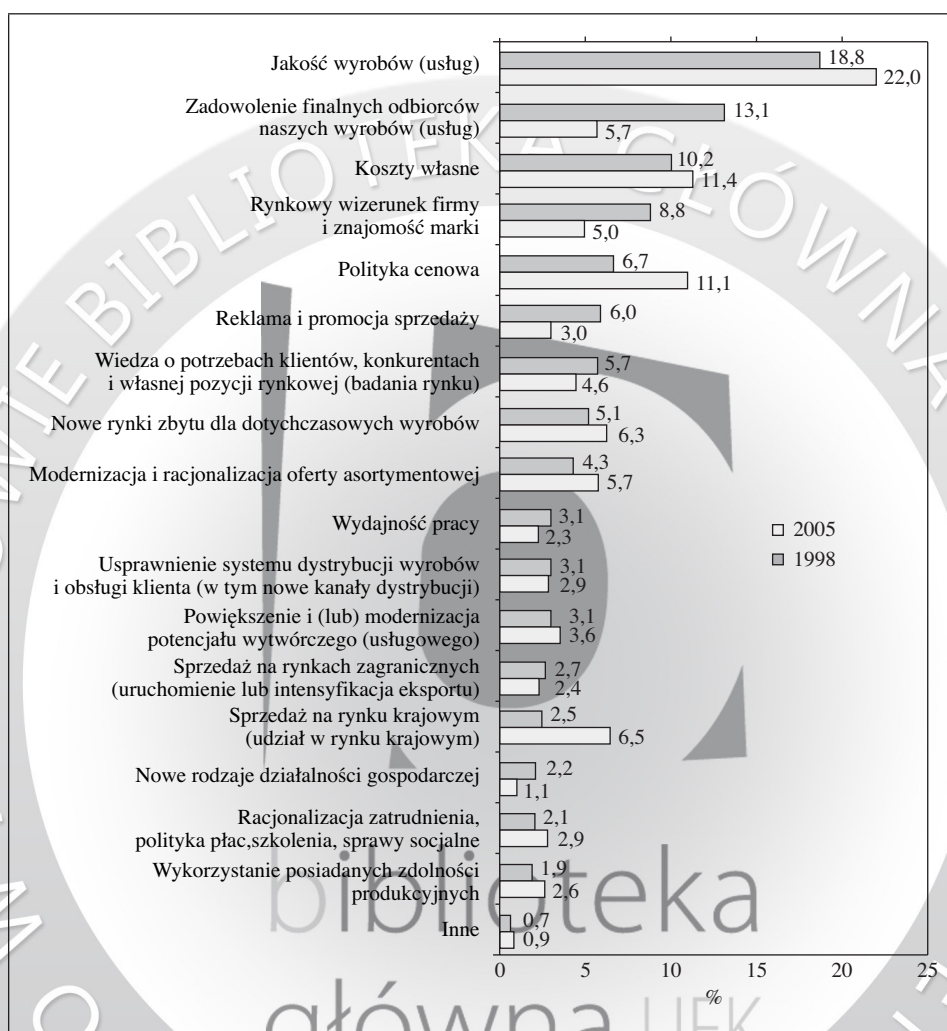 Jakość wyrobów (usług)
18,8
22,0
Zadowolenie finalnych odbiorców
naszych wyrobów (usług)
13,1
5,7
Koszty własne
10,2
11,4
Rynkowy wizerunek firmy
i znajomość marki
8,8
5,0
Polityka cenowa
6,7
11,1
Reklama i promocja sprzedaży
6,0
3,0
Wiedza o potrzebach klientów, konkurentach
i własnej pozycji rynkowej (badania rynku)
5,7
4,6
Nowe rynki zbytu dla dotychczasowych wyrobów
5,1
6,3
Modernizacja i racjonalizacja oferty asortymentowej
4,3
5,7
Wydajność pracy
3,1
2,3
2005
1998
Usprawnienie systemu dystrybucji wyrobów
i obsługi klienta (w tym nowe kanały dystrybucji)
3,1
2,9
Powiększenie i (lub) modernizacja
potencjału wytwórczego (usługowego)
3,1
3,6
Sprzedaż na rynkach zagranicznych
(uruchomienie lub intensyfikacja eksportu)
2,7
2,4
Sprzedaż na rynku krajowym
(udział w rynku krajowym)
2,5
6,5
Nowe rodzaje działalności gospodarczej
2,2
1,1
Racjonalizacja zatrudnienia,
polityka płac,szkolenia, sprawy socjalne
2,1
2,9
Wykorzystanie posiadanych zdolności
produkcyjnych
1,9
2,6
Inne
0,7
0,9
0 5 10 15 20 25
%
BIBLIOTEKA GŁÓWNA
biblioteka
główna UEK